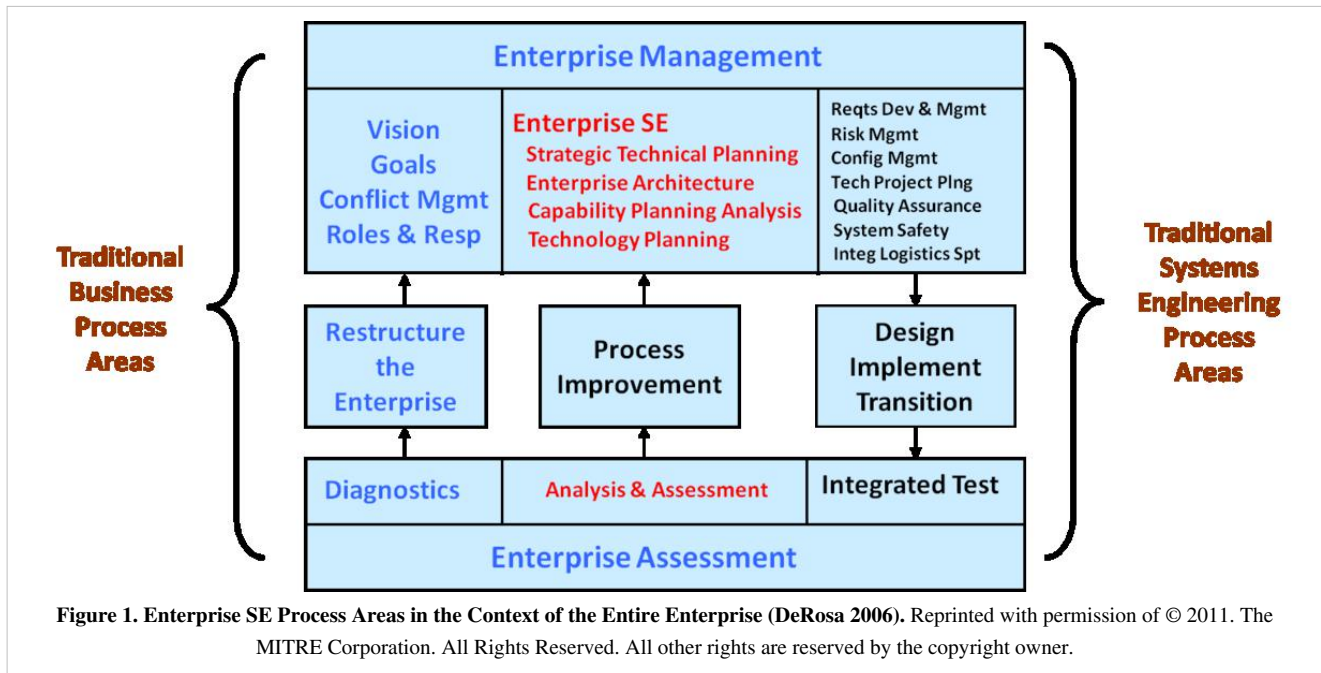 Enterprise Management
Vision
Goals
Conflict Mgmt
Roles & Resp
Enterprise SE
Strategic Technical Planning
Enterprise Architecture
Capability Planning Analysis
Technology Planning
Reqts Dev & Mgmt
Risk Mgmt
Config Mgmt
Tech Project Plng
Quality Assurance
System Safety
Integ Logistics Spt
Traditional
Business
Process
Areas
Traditional
Systems
Engineering
Process
Areas
Restructure
the
Enterprise
Process
Improvement
Design
Implement
Transition
Diagnostics
Analysis & Assessment
Integrated Test
Enterprise Assessment
Figure 1. Enterprise SE Process Areas in the Context of the Entire Enterprise (DeRosa 2006). Reprinted with permission of © 2011. The
MITRE Corporation. All Rights Reserved. All other rights are reserved by the copyright owner.